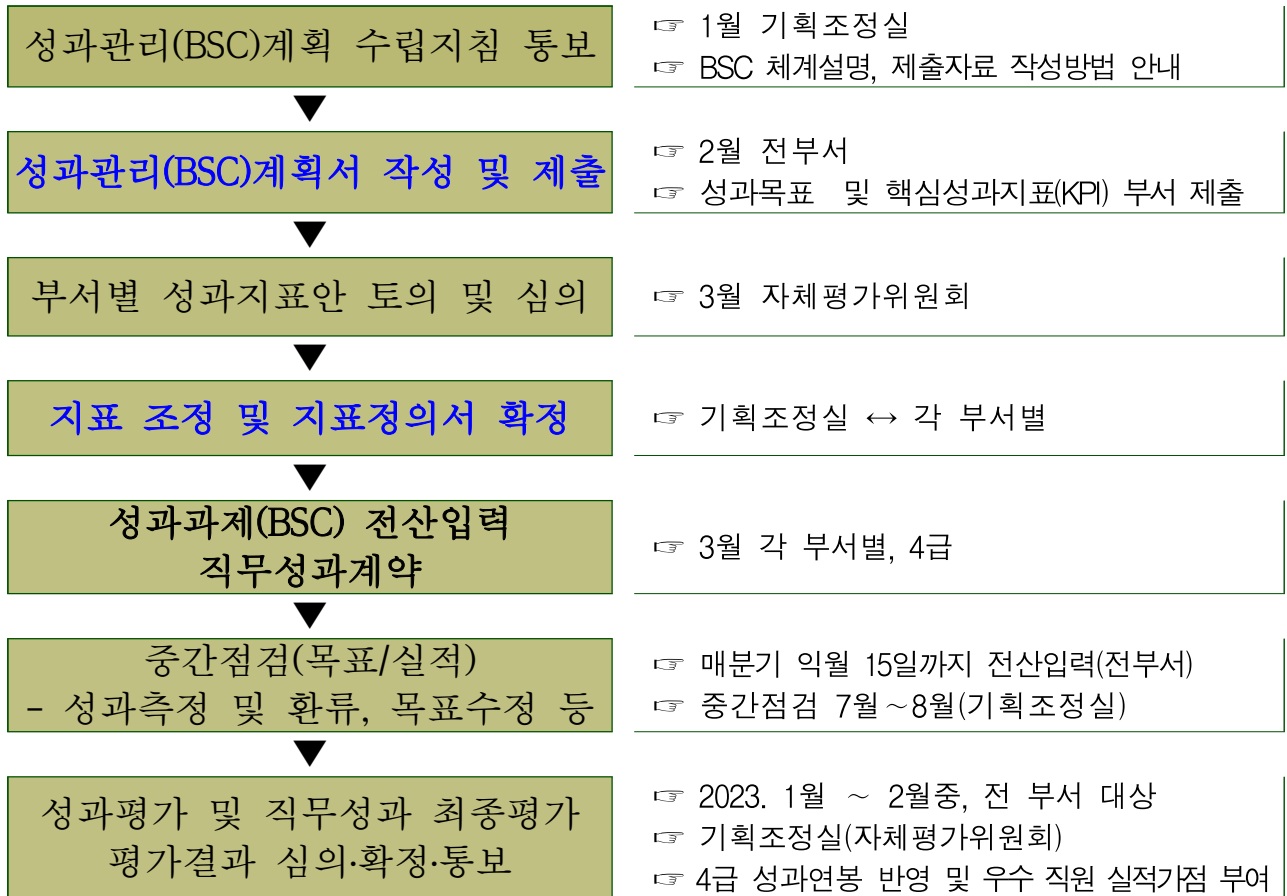 성과관리(BSC)계획 수립지침 통보
☞ 1월 기획조정실
☞ BSC 체계설명, 제출자료 작성방법 안내
▼
성과관리(BSC)계획서 작성 및 제출
☞ 2월 전부서
☞ 성과목표 및 핵심성과지표(KPI) 부서 제출
▼
부서별 성과지표안 토의 및 심의
☞ 3월 자체평가위원회
▼
지표 조정 및 지표정의서 확정
☞ 기획조정실 ↔ 각 부서별
▼
성과과제(BSC) 전산입력
직무성과계약
☞ 3월 각 부서별, 4급
▼
중간점검(목표/실적)
- 성과측정 및 환류, 목표수정 등
☞ 매분기 익월 15일까지 전산입력(전부서)
☞ 중간점검 7월～8월(기획조정실)
▼
성과평가 및 직무성과 최종평가
평가결과 심의·확정·통보
☞ 2023. 1월 ～ 2월중, 전 부서 대상
☞ 기획조정실(자체평가위원회)
☞ 4급 성과연봉 반영 및 우수 직원 실적가점 부여